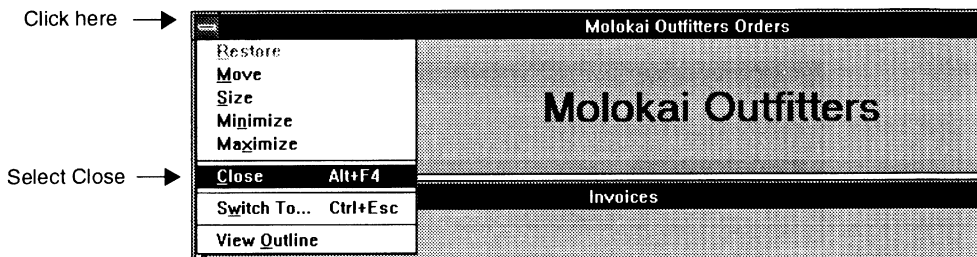 Click here
Molokai Outfitters Orders
Restore
Move
Size
Minimize
Maximize
Molokai Outfitters
Select Close
Close Alt+F4
Invoices
Switch To... Ctrl+Esc
View Outline